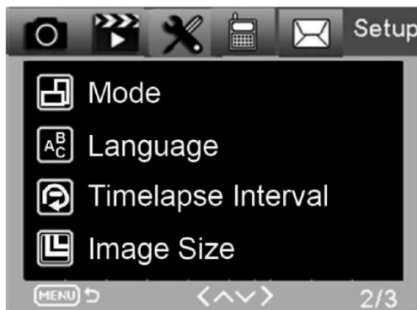 Setup
Mode
A B C Language
Timelapse Interval
Image Size
MENU 2/3